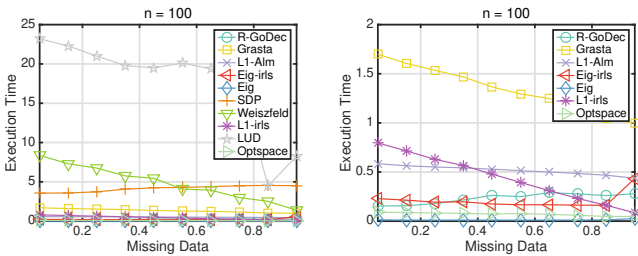 n = 100
Execution Time
25
20
15
10
5
0
0.2
0.4
0.6
0.8
Missing Data
R-GoDec
Grasta
L1-Alm
Eig-irls
Eig
SDP
Weiszfeld
L1-irls
LUD
Optspace
n = 100
Execution Time
2
1.5
1
0.5
0
0.2
0.4
0.6
0.8
Missing Data
R-GoDec
Grasta
L1-Alm
Eig-irls
Eig
L1-irls
Optspace